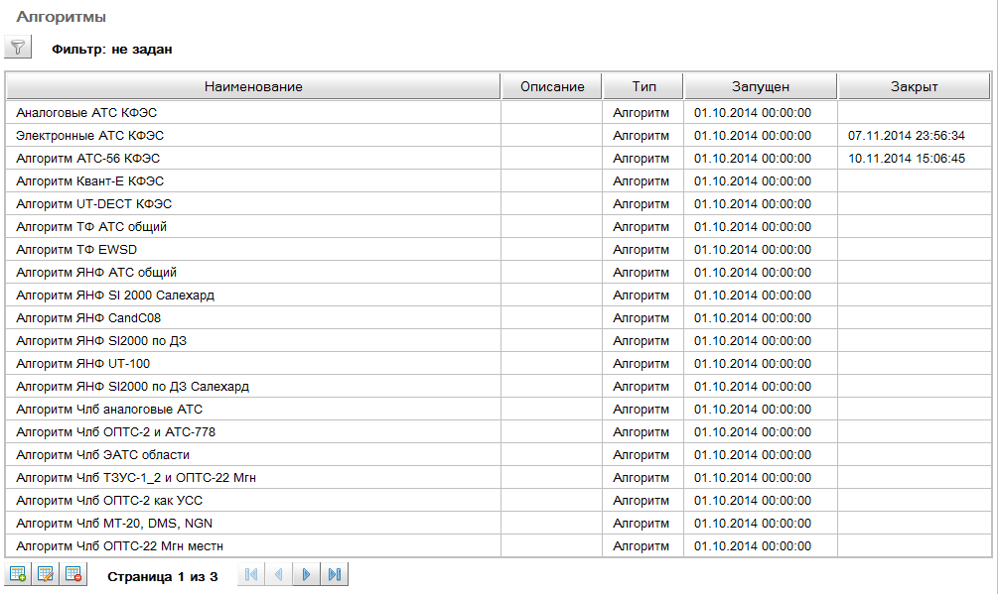 Алгоритмы
Фильтр: не задан
Наименование Описание Тип Запущен Закрыт
Аналоговые АТС КФЭС Алгоритм 01.10.2014 00:00:00
Электронные АТС КФЭС Алгоритм 01.10.2014 00:00:00 07.11.2014 23:56:34
Алгоритм АТС-56 КФЭС Алгоритм 01.10.2014 00:00:00 10.11.2014 15:06:45
Алгоритм Квант-Е КФЭС Алгоритм 01.10.2014 00:00:00
Алгоритм UT-DECT КФЭС Алгоритм 01.10.2014 00:00:00
Алгоритм ТФ АТС общий Алгоритм 01.10.2014 00:00:00
Алгоритм ТФ EWSD Алгоритм 01.10.2014 00:00:00
Алгоритм ЯНФ АТС общий Алгоритм 01.10.2014 00:00:00
Алгоритм ЯНФ SI 2000 Салехард Алгоритм 01.10.2014 00:00:00
Алгоритм ЯНФ CandC08 Алгоритм 01.10.2014 00:00:00
Алгоритм ЯНФ SI2000 по ДЗ Алгоритм 01.10.2014 00:00:00
Алгоритм ЯНФ UT-100 Алгоритм 01.10.2014 00:00:00
Алгоритм ЯНФ SI2000 по ДЗ Салехард Алгоритм 01.10.2014 00:00:00
Алгоритм Члб аналоговые АТС Алгоритм 01.10.2014 00:00:00
Алгоритм Члб ОПТС-2 и АТС-778 Алгоритм 01.10.2014 00:00:00
Алгоритм Члб ЭАТС области Алгоритм 01.10.2014 00:00:00
Алгоритм Члб ТЗУС-1_2 и ОПТС-22 Мгн Алгоритм 01.10.2014 00:00:00
Алгоритм Члб ОПТС-2 как УСС Алгоритм 01.10.2014 00:00:00
Алгоритм Члб МТ-20, DMS, NGN Алгоритм 01.10.2014 00:00:00
Алгоритм Члб ОПТС-22 Мгн местн Алгоритм 01.10.2014 00:00:00
Страница 1 из 3